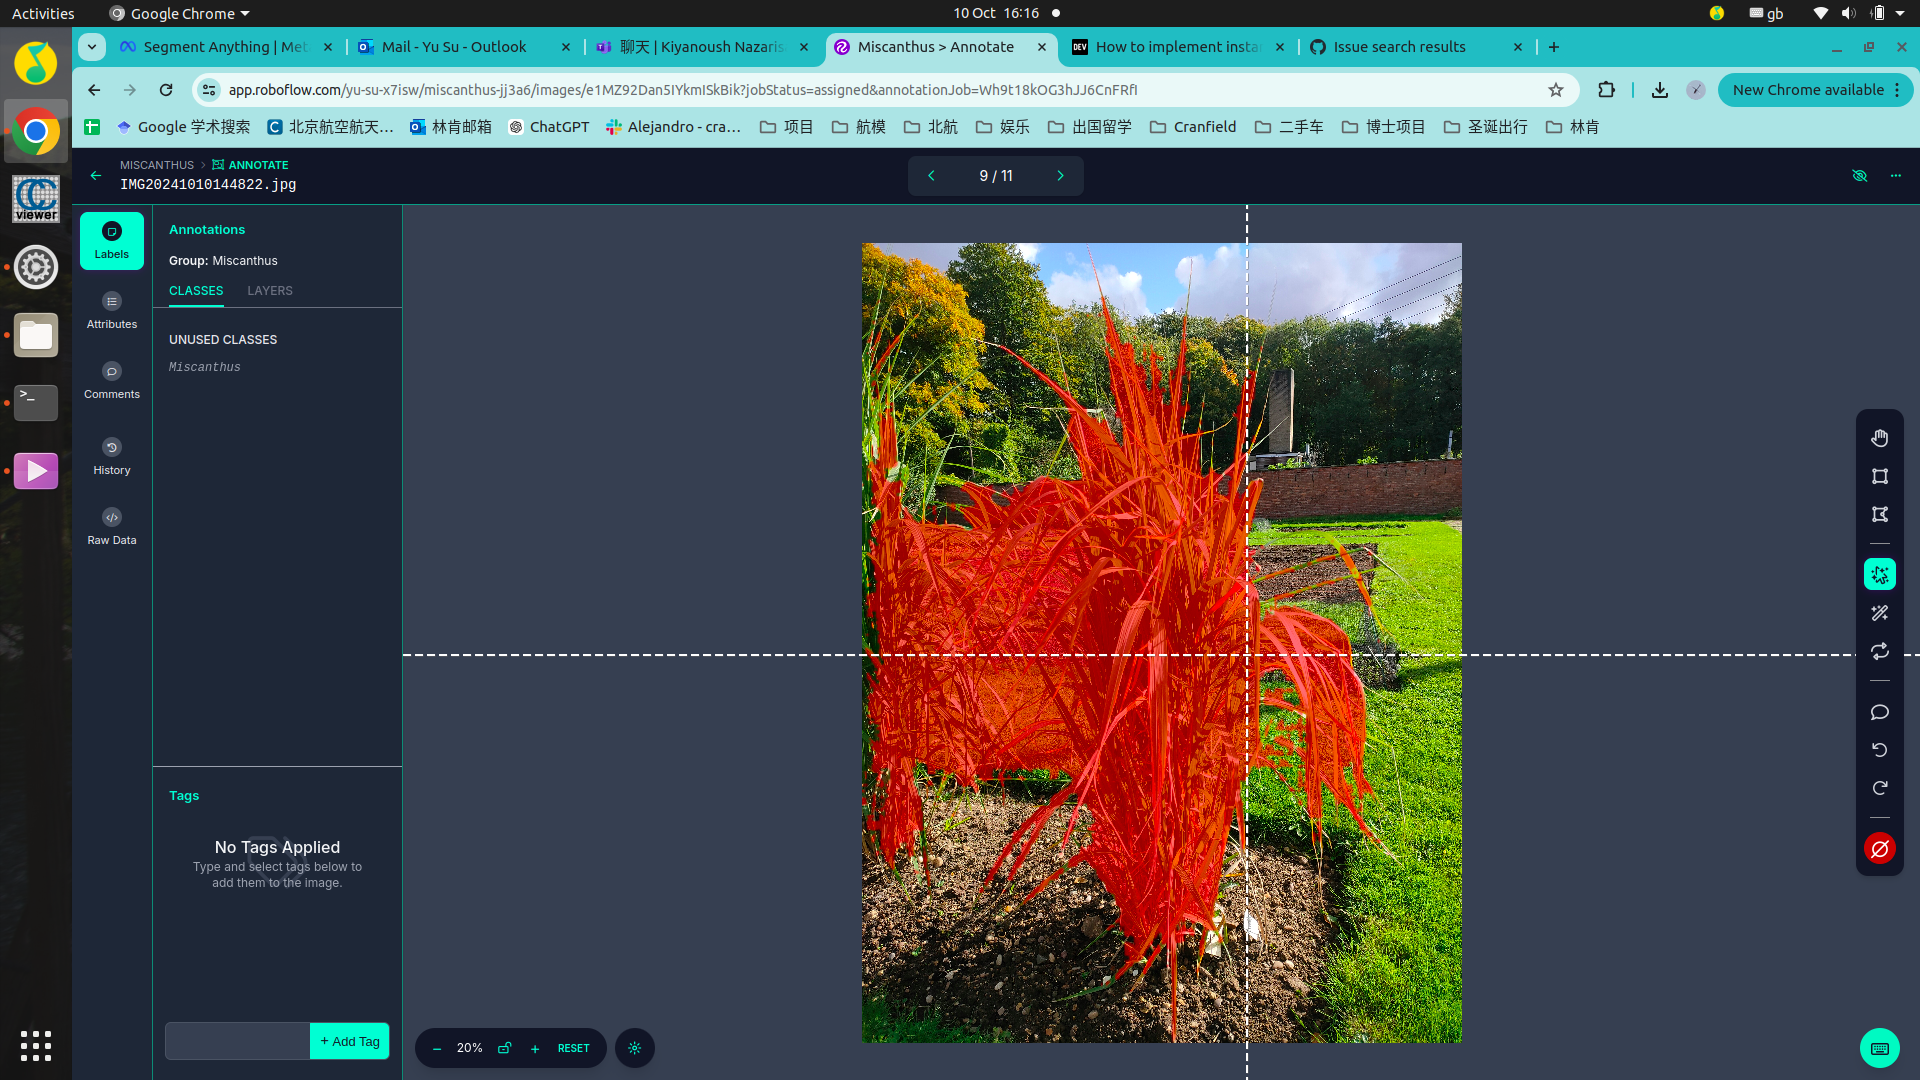 Activities
Google Chrome
10 Oct 16:16
gb
Mail - Yu Su - Outlook
Miscanthus > Annotate
Issue search results
Segment Anything | Met
聊天 | Kiyanoush Nazaris
How to implement insta
app.roboflow.com/yu-su-x7isw/miscanthus-jj3a6/images/e1MZ92Dan5IYkmISkBik?jobStatus=assigned&annotationJob=Wh9t18kOG3hJJ6CnFRfI
New Chrome available
Google 学术搜索
北京航空航天…
林肯邮箱
ChatGPT
Alejandro - cra…
项目
航模
北航
娱乐
出国留学
Cranfield
二手车
博士项目
圣诞出行
林肯
MISCANTHUS > ANNOTATE
IMG20241010144822.jpg
9 / 11
CC
viewer
Labels
Attributes
Comments
History
Raw Data
Annotations
Group: Miscanthus
CLASSES
LAYERS
UNUSED CLASSES
Miscanthus
Tags
No Tags Applied
Type and select tags below to
add them to the image.
+ Add Tag
20%
RESET